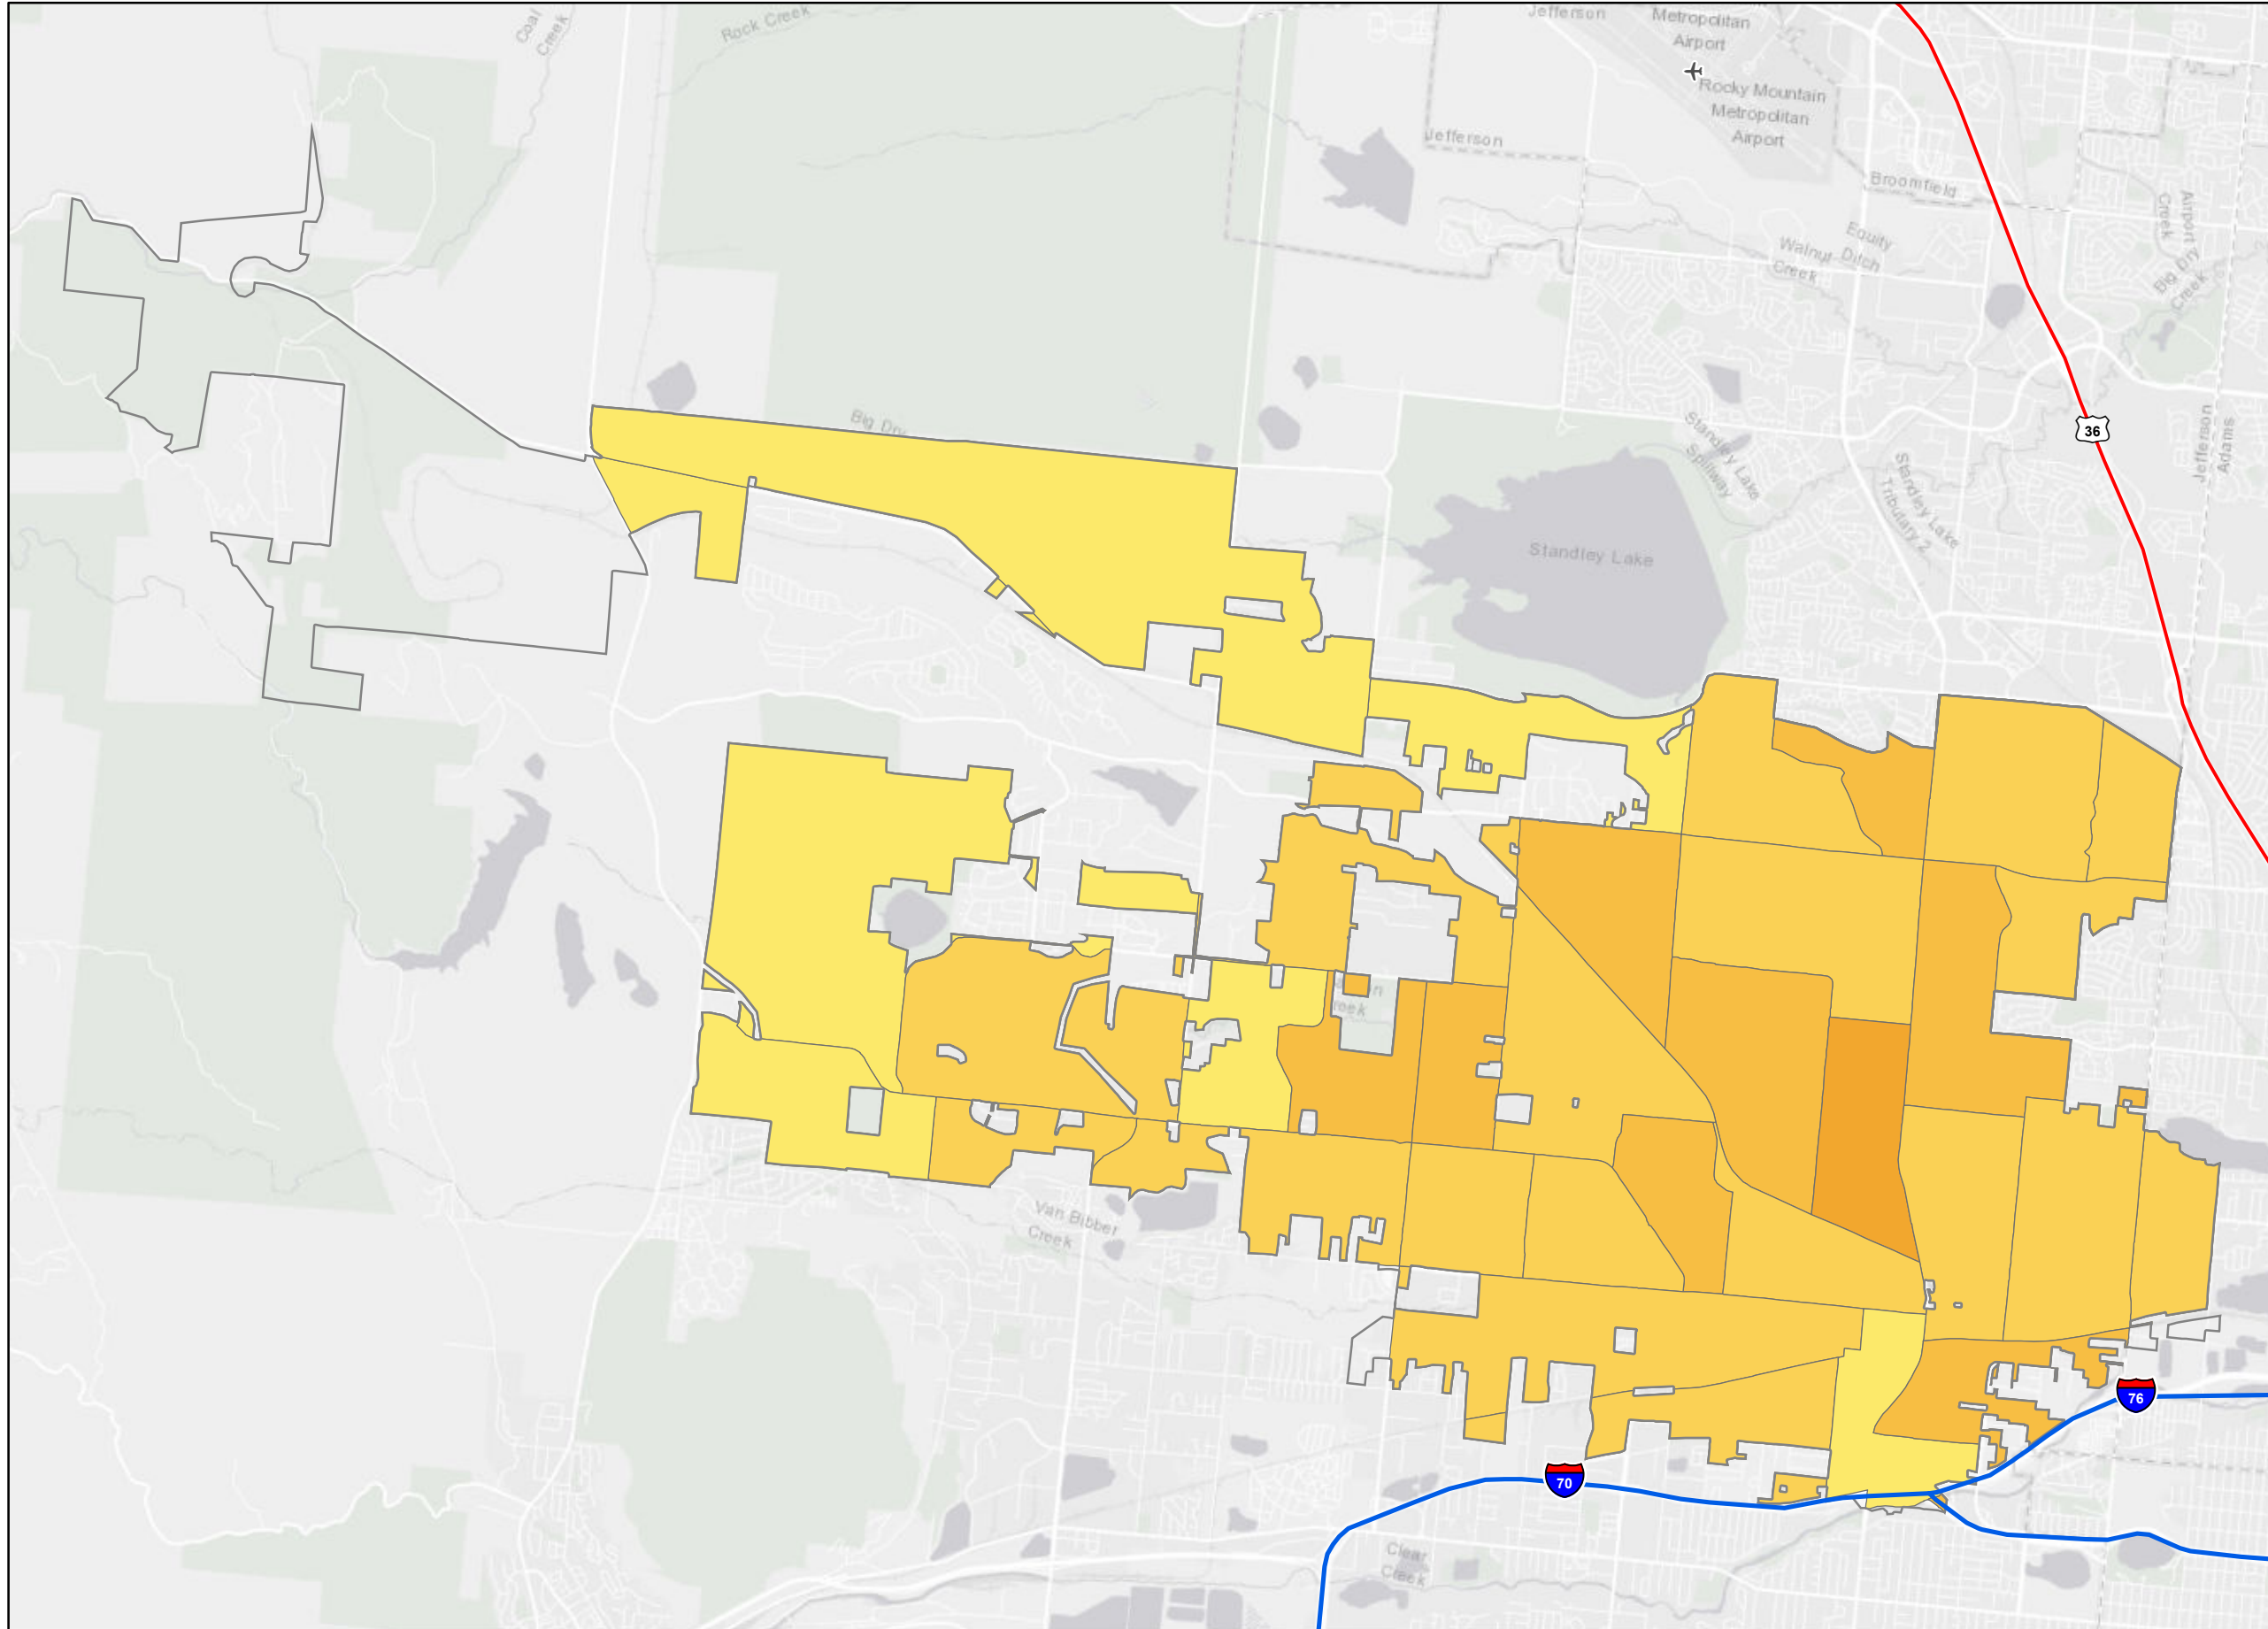 Coal
Creek
Rock Creek
Jefferson
Metropolitan
Airport
Rocky Mountain
Metropolitan
Airport
Jefferson
Broomfield
Airport
Creek
Equity
Ditch
Walnut
Creek
Big Dry
Creek
Big Dry
Standley Lake
Spillway
36
Jefferson
Adams
Standley Lake
Tributary 2
Standley Lake
Van Bibber
Creek
76
70
Clear
Creek